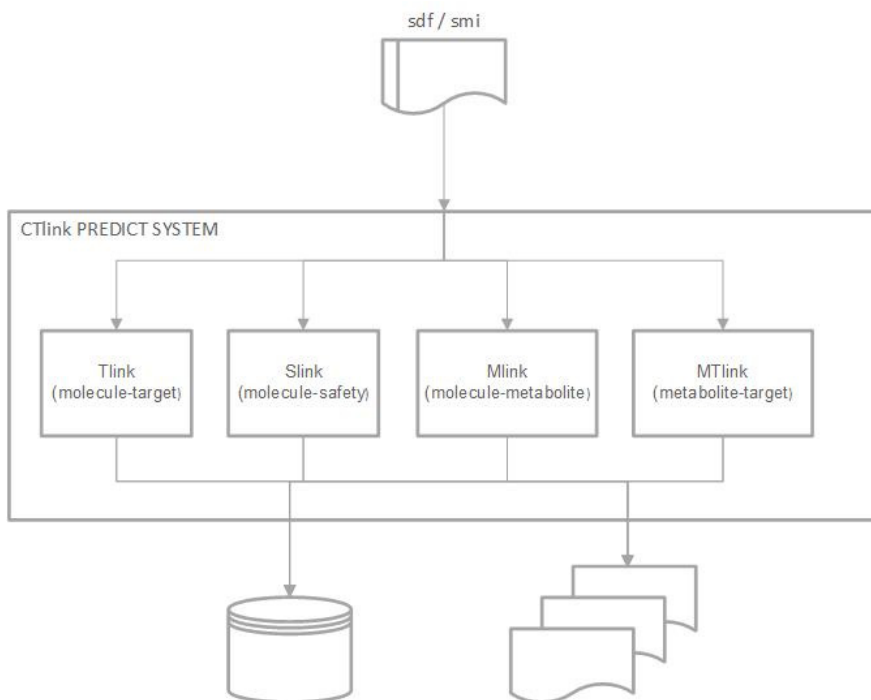 sdf / smi
CTlink PREDICT SYSTEM
Tlink
(molecule-target)
Slink
(molecule-safety)
Mlink
(molecule-metabolite)
MTlink
(metabolite-target)